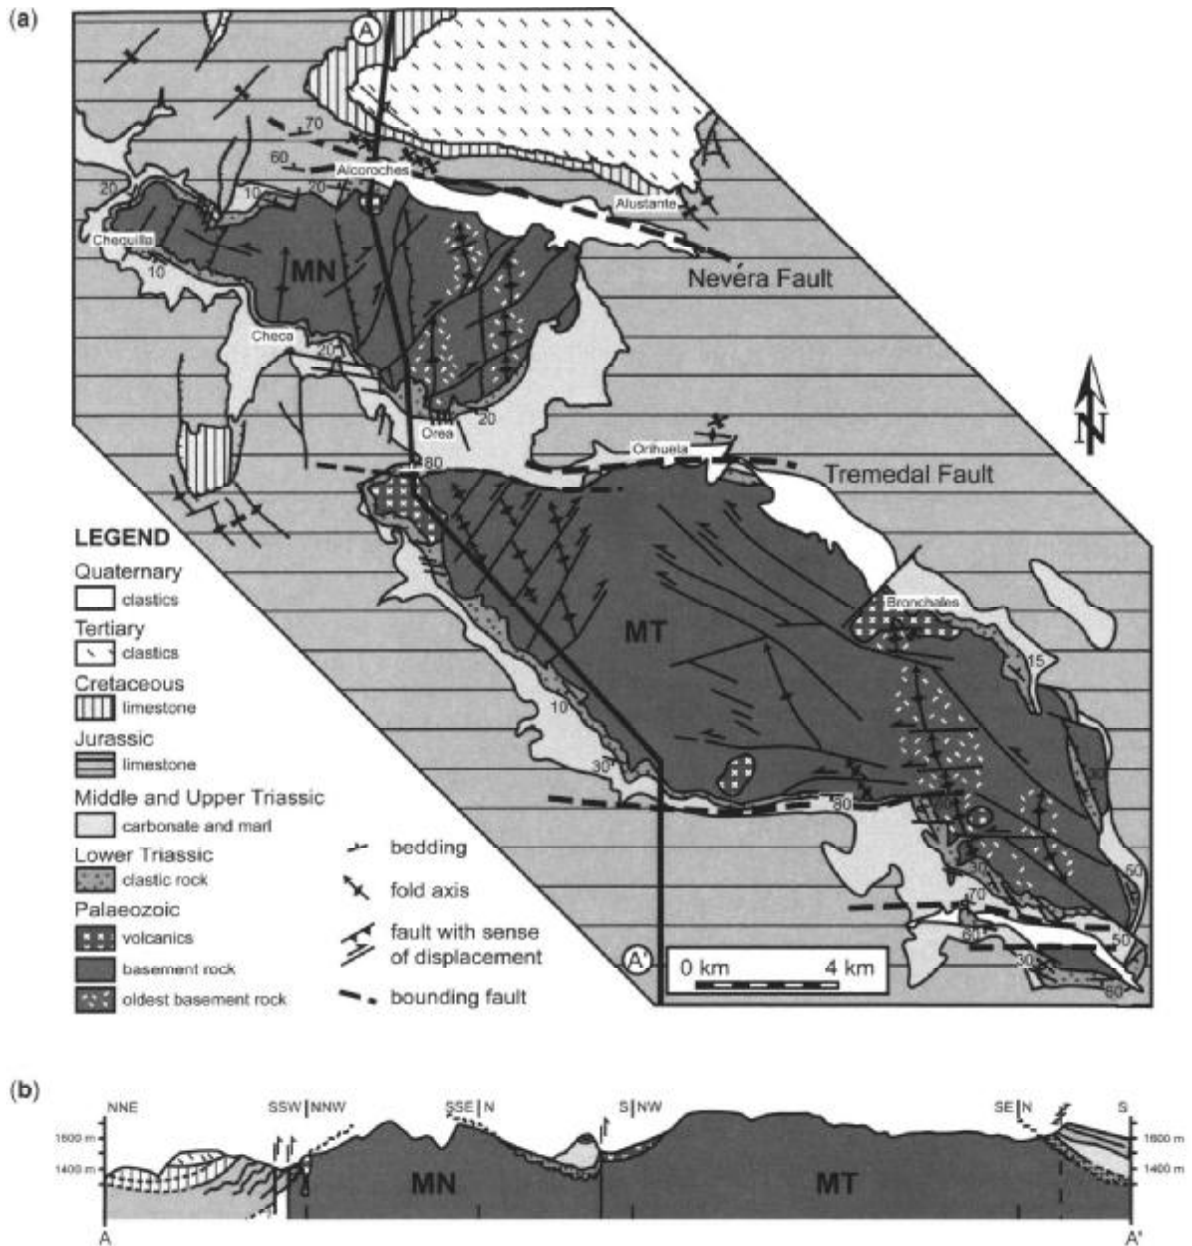 (a)
A
70
60
Alcoroches
20
10
20
Alustante
Chequilla
10
MN
Nevera Fault
Checa
20
20
Orea
80
Orihuela
N
Tremedal Fault
LEGEND
Quaternary
clastics
Tertiary
clastics
Cretaceous
limestone
Jurassic
limestone
Middle and Upper Triassic
carbonate and marl
Lower Triassic
clastic rock
Palaeozoic
volcanics
basement rock
oldest basement rock
bedding
fold axis
fault with sense
of displacement
bounding fault
MT
Bronchales
15
10
30
80
30
50
30
70
60
50
30
60
A'
0 km 4 km
(b)
NNE SSW NNW SSE N S NW SE N S
1600 m 1600 m
1400 m 1400 m
MN MT
?
A A'